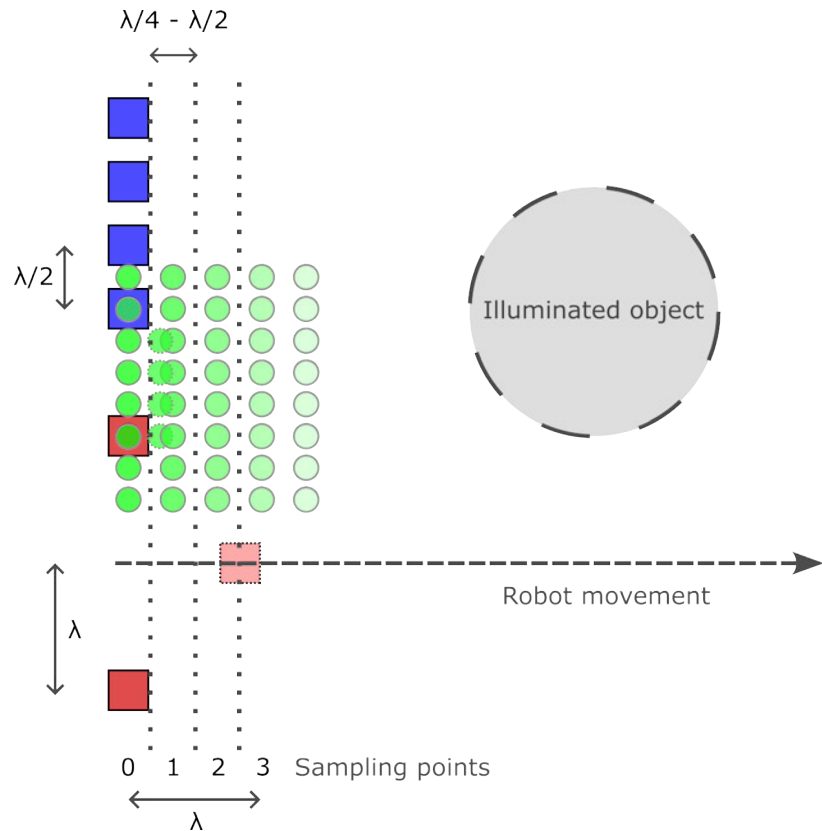 λ/4 - λ/2
λ/2
Illuminated object
Robot movement
λ
0 1 2 3 Sampling points
λ